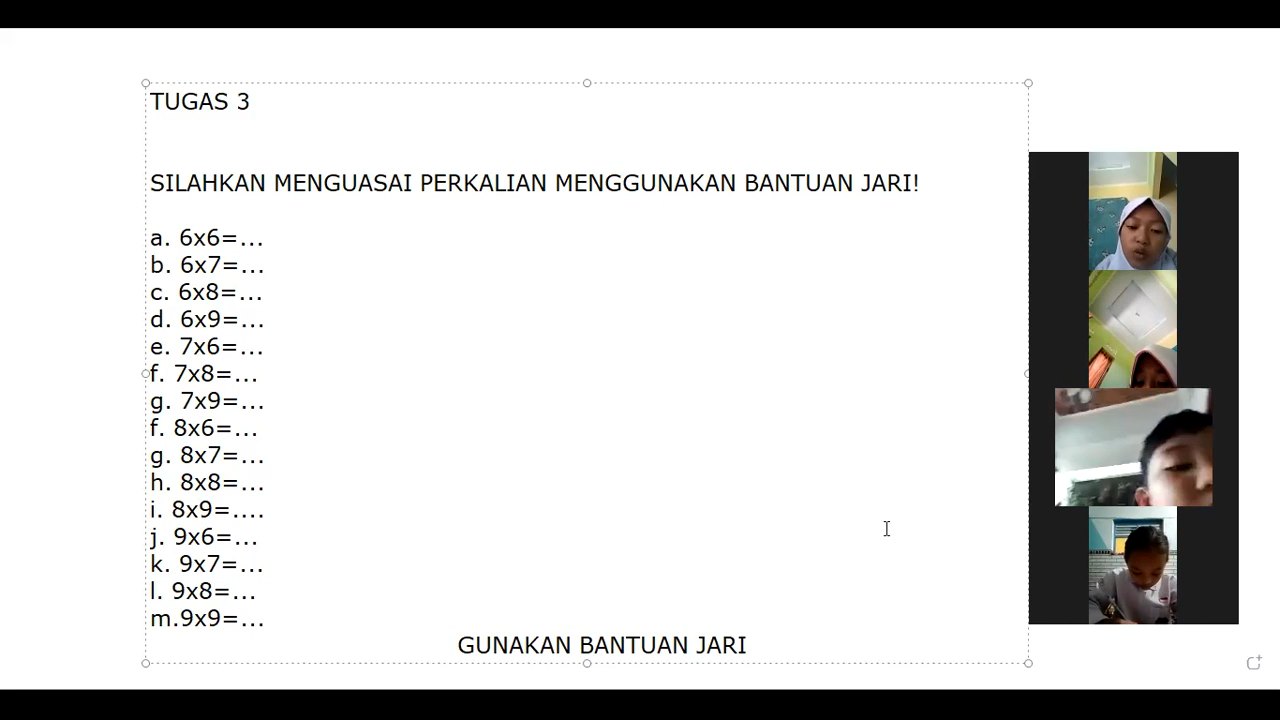 TUGAS 3
SILAHKAN MENGUASAI PERKALIAN MENGGUNAKAN BANTUAN JARI!
a. 6x6=...
b. 6x7=...
c. 6x8=...
d. 6x9=...
e. 7x6=...
f. 7x8=...
g. 7x9=...
f. 8x6=...
g. 8x7=...
h. 8x8=...
i. 8x9=....
j. 9x6=...
k. 9x7=...
l. 9x8=...
m.9x9=...
GUNAKAN BANTUAN JARI